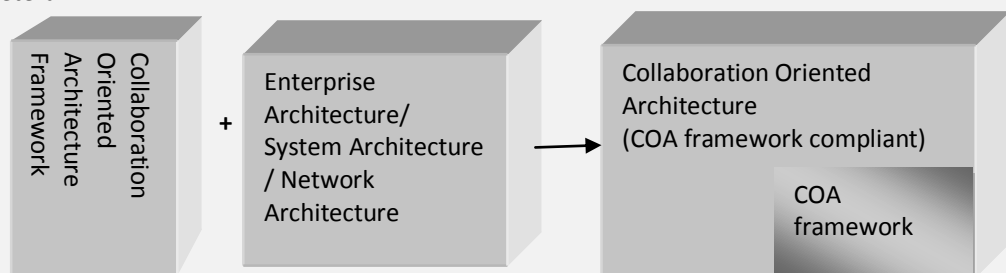 Collaboration
Oriented
Architecture
Framework
+
Enterprise
Architecture/
System Architecture
/ Network
Architecture
Collaboration Oriented
Architecture
(COA framework compliant)
COA
framework